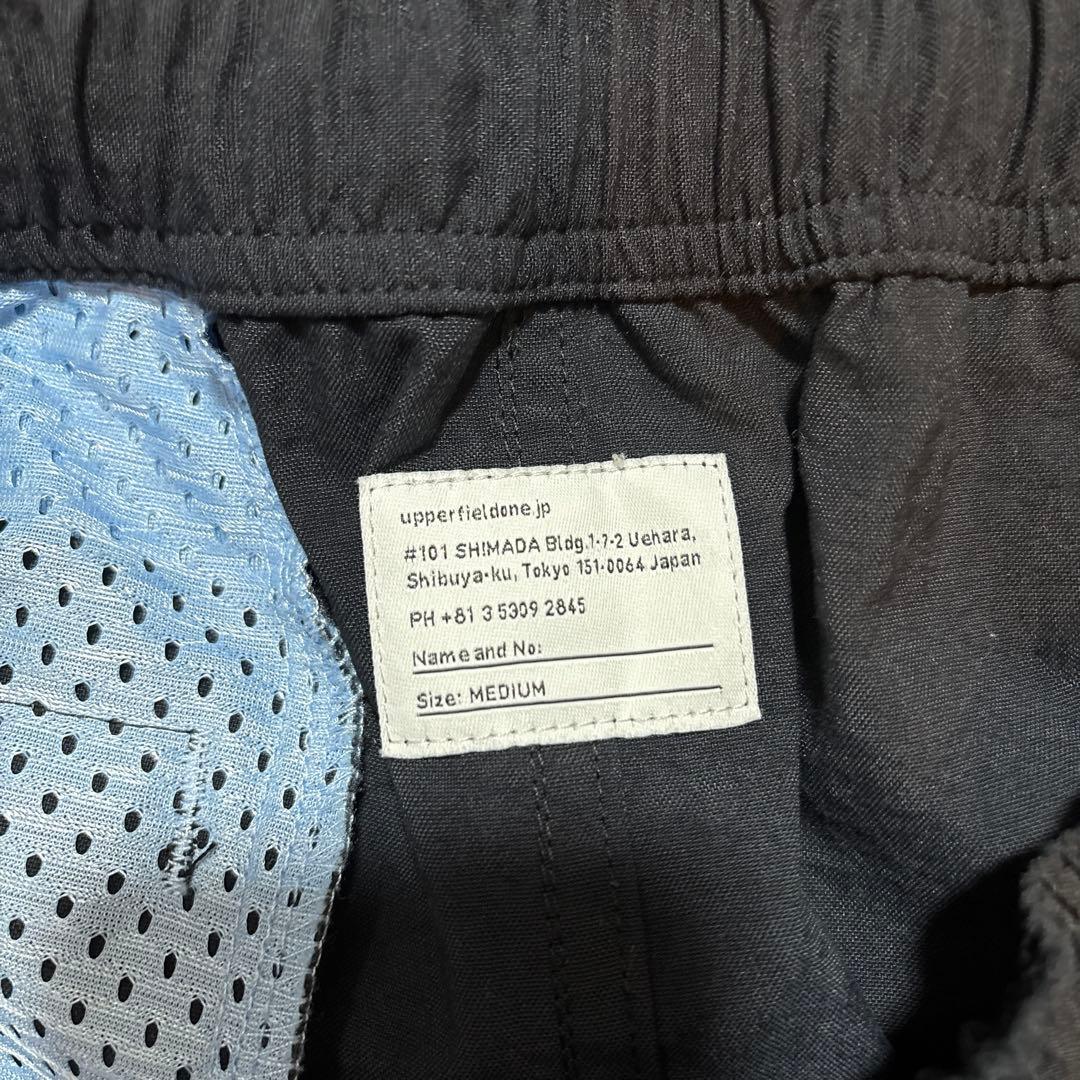 upperfieldone.jp
#101 SHIMADA Bldg.1-7-2 Uehara,
Shibuya-ku, Tokyo 151-0064 Japan
PH +81 3 5309 2845
Name and No:
Size: MEDIUM